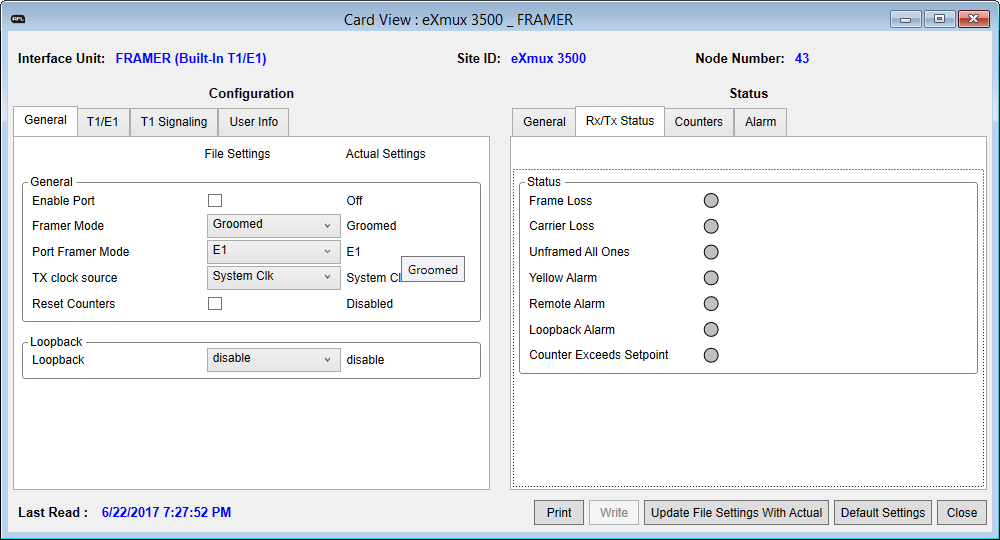 RFL
Card View : eXmux 3500 _ FRAMER
Interface Unit: FRAMER (Built-In T1/E1) Site ID: eXmux 3500 Node Number: 43
Configuration
General T1/E1 T1 Signaling User Info
File Settings Actual Settings
General
Enable Port Off
Framer Mode Groomed Groomed
Port Framer Mode E1 E1
Groomed
TX clock source System Clk System Cl
Reset Counters Disabled
Loopback
Loopback disable disable
Status
General Rx/Tx Status Counters Alarm
Status
Frame Loss
Carrier Loss
Unframed All Ones
Yellow Alarm
Remote Alarm
Loopback Alarm
Counter Exceeds Setpoint
Last Read : 6/22/2017 7:27:52 PM
Print Write Update File Settings With Actual Default Settings Close